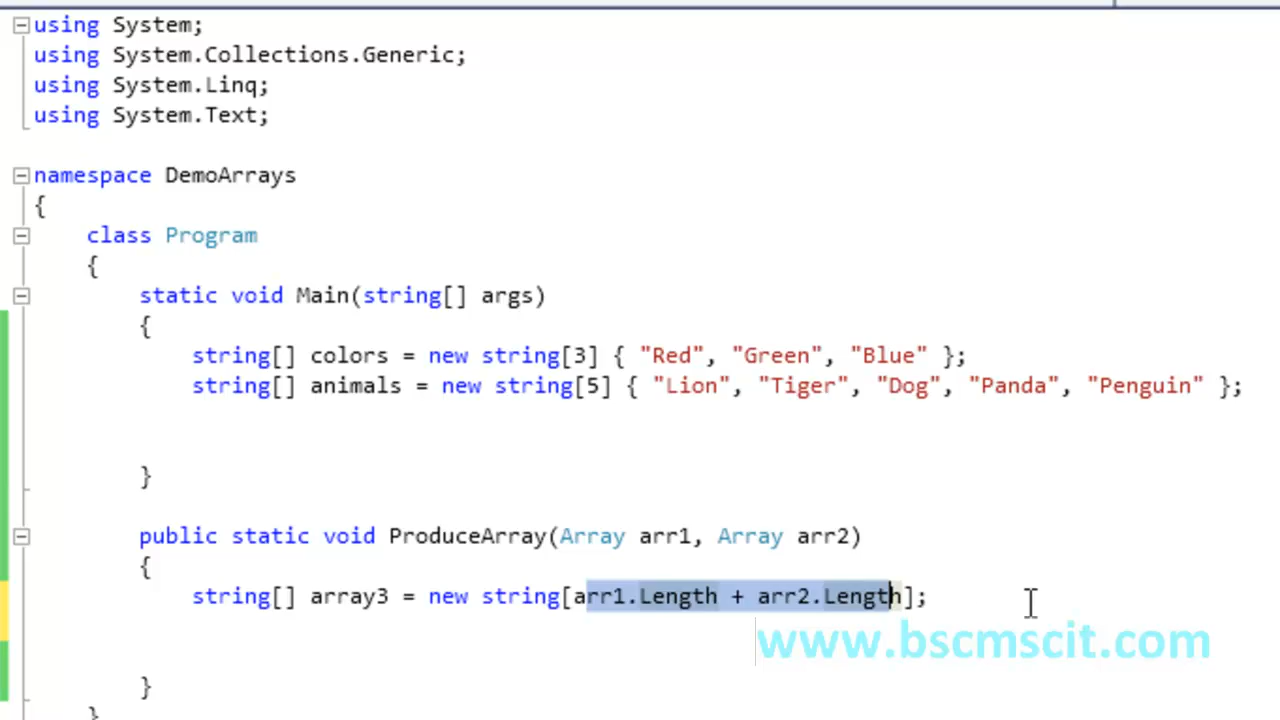 using System;
using System.Collections.Generic;
using System.Linq;
using System.Text;
namespace DemoArrays
{
class Program
{
static void Main(string[] args)
{
string[] colors = new string[3] { "Red", "Green", "Blue" };
string[] animals = new string[5] { "Lion", "Tiger", "Dog", "Panda", "Penguin" };
}
public static void ProduceArray(Array arr1, Array arr2)
{
string[] array3 = new string[arr1.Length + arr2.Length];
www.bscmscit.com
}
}